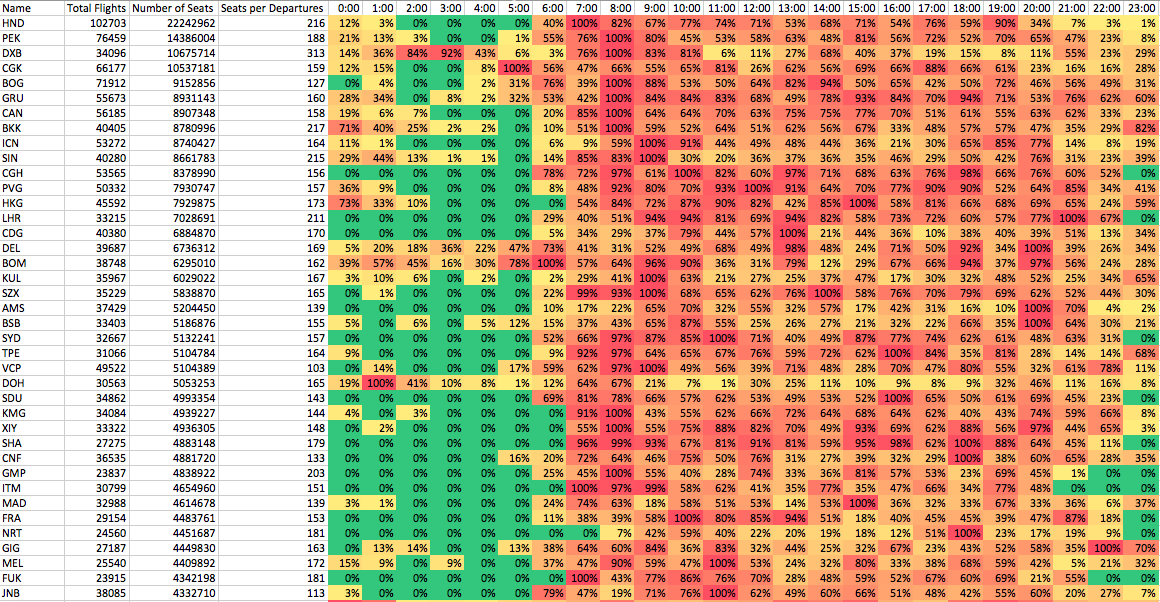 Name Total Flights Number of Seats Seats per Departures 0:00 1:00 2:00 3:00 4:00 5:00 6:00 7:00 8:00 9:00 10:00 11:00 12:00 13:00 14:00 15:00 16:00 17:00 18:00 19:00 20:00 21:00 22:00 23:00
HND 102703 22242962 216 12% 3% 0% 0% 0% 0% 40% 100% 82% 67% 77% 74% 71% 53% 68% 71% 54% 76% 59% 90% 34% 7% 3% 1%
PEK 76459 14386004 188 21% 13% 3% 0% 0% 1% 55% 76% 100% 80% 45% 53% 58% 63% 48% 81% 56% 72% 52% 70% 65% 47% 23% 8%
DXB 34096 10675714 313 14% 36% 84% 92% 43% 6% 3% 76% 100% 83% 81% 6% 11% 27% 68% 40% 37% 19% 15% 8% 11% 55% 23% 29%
CGK 66177 10537181 159 12% 15% 0% 0% 8% 100% 56% 47% 66% 55% 65% 81% 26% 62% 56% 69% 66% 88% 66% 61% 23% 16% 16% 28%
BOG 71912 9152856 127 0% 4% 0% 0% 2% 31% 76% 39% 100% 88% 53% 50% 64% 82% 94% 50% 65% 42% 50% 72% 46% 56% 49% 31%
GRU 55673 8931143 160 28% 34% 0% 8% 2% 32% 53% 42% 100% 84% 84% 83% 68% 49% 78% 93% 84% 70% 94% 71% 53% 76% 62% 60%
CAN 56185 8907348 158 19% 6% 7% 0% 0% 0% 20% 85% 100% 64% 64% 70% 63% 75% 75% 77% 70% 51% 61% 55% 63% 62% 33% 23%
BKK 40405 8780996 217 71% 40% 25% 2% 2% 0% 10% 51% 100% 59% 52% 64% 51% 62% 56% 67% 33% 48% 57% 57% 47% 35% 29% 82%
ICN 53272 8740427 164 11% 1% 0% 0% 0% 0% 6% 9% 59% 100% 91% 44% 49% 48% 44% 36% 21% 30% 65% 85% 77% 14% 8% 19%
SIN 40280 8661783 215 29% 44% 13% 1% 1% 0% 14% 85% 83% 100% 30% 20% 36% 37% 36% 35% 46% 29% 50% 42% 76% 31% 23% 39%
CGH 53565 8378990 156 0% 0% 0% 0% 0% 0% 78% 72% 97% 61% 100% 82% 60% 97% 71% 68% 63% 76% 98% 66% 76% 60% 52% 0%
PVG 50332 7930747 157 36% 9% 0% 0% 0% 0% 8% 48% 92% 80% 70% 93% 100% 91% 64% 70% 77% 90% 90% 52% 64% 85% 34% 41%
HKG 45592 7929875 173 73% 33% 10% 0% 0% 0% 0% 54% 84% 72% 87% 90% 82% 42% 85% 100% 58% 81% 66% 68% 69% 65% 24% 59%
LHR 33215 7028691 211 0% 0% 0% 0% 0% 0% 29% 40% 51% 94% 94% 81% 69% 94% 82% 58% 73% 72% 60% 57% 77% 100% 67% 0%
CDG 40380 6884870 170 0% 0% 0% 0% 0% 0% 5% 34% 29% 37% 79% 44% 57% 100% 21% 44% 36% 10% 38% 40% 39% 51% 13% 34%
DEL 39687 6736312 169 5% 20% 18% 36% 22% 47% 73% 41% 31% 52% 49% 68% 49% 98% 48% 24% 71% 50% 92% 34% 100% 39% 26% 34%
BOM 38748 6295010 162 39% 57% 45% 16% 30% 78% 100% 57% 64% 96% 90% 36% 31% 79% 12% 29% 67% 66% 94% 37% 97% 56% 24% 28%
KUL 35967 6029022 167 3% 10% 6% 0% 2% 0% 2% 29% 41% 100% 63% 21% 27% 25% 37% 47% 17% 30% 32% 48% 52% 25% 34% 65%
SZX 35229 5838870 165 0% 1% 0% 0% 0% 0% 22% 99% 93% 100% 68% 65% 62% 76% 100% 58% 76% 70% 79% 69% 62% 52% 44% 30%
AMS 37429 5204450 139 0% 0% 0% 0% 0% 0% 10% 17% 22% 65% 70% 32% 55% 32% 57% 17% 42% 31% 16% 10% 100% 70% 4% 2%
BSB 33403 5186876 155 5% 0% 6% 0% 5% 12% 15% 37% 43% 65% 87% 55% 25% 26% 27% 21% 32% 22% 66% 35% 100% 64% 30% 21%
SYD 32667 5132241 157 0% 0% 0% 0% 0% 0% 52% 66% 97% 87% 85% 100% 71% 40% 49% 87% 77% 74% 62% 61% 48% 63% 31% 0%
TPE 31066 5104784 164 9% 0% 0% 0% 0% 0% 9% 92% 97% 64% 65% 67% 76% 59% 72% 62% 100% 84% 35% 81% 28% 14% 14% 68%
VCP 49522 5104389 103 0% 14% 0% 0% 0% 17% 59% 62% 97% 100% 49% 56% 39% 71% 48% 28% 70% 47% 80% 55% 32% 61% 78% 11%
DOH 30563 5053253 165 19% 100% 41% 10% 8% 1% 12% 64% 67% 21% 7% 1% 30% 25% 11% 10% 9% 8% 9% 32% 46% 11% 16% 8%
SDU 34862 4993354 143 0% 0% 0% 0% 0% 0% 69% 81% 78% 66% 57% 62% 53% 49% 53% 52% 100% 65% 50% 61% 69% 45% 23% 0%
KMG 34084 4939227 144 4% 0% 3% 0% 0% 0% 0% 91% 100% 43% 55% 62% 66% 72% 64% 68% 64% 62% 40% 43% 74% 59% 66% 8%
XIY 33322 4936305 148 0% 2% 0% 0% 0% 0% 0% 55% 100% 55% 75% 88% 82% 70% 49% 93% 69% 62% 88% 56% 97% 44% 65% 3%
SHA 27275 4883148 179 0% 0% 0% 0% 0% 0% 0% 96% 99% 93% 67% 81% 91% 81% 59% 95% 98% 62% 100% 88% 64% 45% 11% 0%
CNF 36535 4881720 133 0% 0% 0% 0% 0% 16% 20% 72% 64% 46% 75% 50% 76% 31% 27% 39% 32% 29% 100% 38% 60% 65% 28% 35%
GMP 23837 4838922 203 0% 0% 0% 0% 0% 0% 25% 45% 100% 55% 40% 28% 74% 33% 36% 81% 57% 53% 23% 69% 45% 1% 0% 0%
ITM 30799 4654960 151 0% 0% 0% 0% 0% 0% 0% 100% 97% 99% 58% 62% 41% 35% 77% 35% 47% 66% 34% 77% 48% 0% 0% 0%
MAD 32988 4614678 139 3% 1% 0% 0% 0% 0% 24% 74% 63% 18% 58% 51% 53% 14% 53% 100% 36% 32% 33% 67% 33% 36% 6% 37%
FRA 29154 4483761 153 0% 0% 0% 0% 0% 0% 11% 38% 39% 58% 100% 80% 85% 94% 51% 18% 40% 45% 45% 39% 47% 87% 18% 0%
NRT 24560 4451687 181 0% 0% 0% 0% 0% 0% 0% 0% 7% 42% 59% 40% 22% 20% 19% 18% 12% 51% 100% 23% 17% 19% 9% 0%
GIG 27187 4449830 163 0% 13% 14% 0% 0% 13% 38% 64% 60% 84% 36% 83% 32% 44% 25% 32% 67% 23% 43% 52% 58% 35% 100% 70%
MEL 25540 4409892 172 15% 9% 0% 9% 0% 0% 37% 47% 90% 59% 47% 100% 53% 24% 32% 80% 33% 38% 68% 59% 42% 5% 21% 32%
FUK 23915 4342198 181 0% 0% 0% 0% 0% 0% 0% 100% 43% 77% 86% 76% 70% 28% 48% 59% 52% 67% 60% 69% 21% 55% 0% 0%
JNB 38085 4332710 113 3% 0% 0% 0% 0% 0% 79% 47% 19% 71% 76% 100% 62% 49% 60% 66% 51% 48% 42% 55% 60% 20% 27% 7%